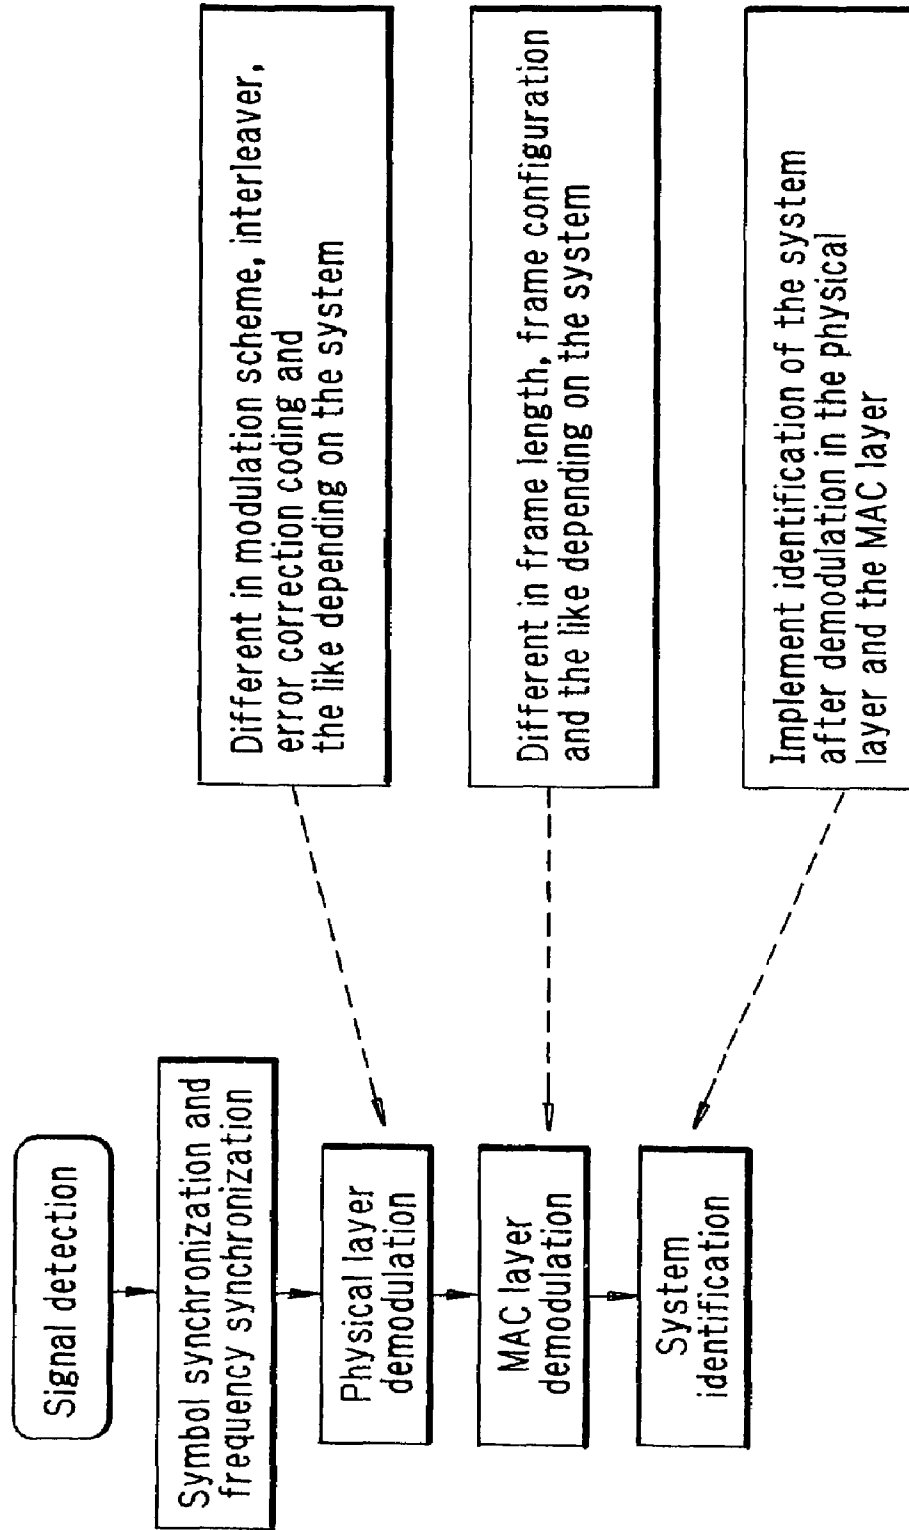 Signal detection
Symbol synchronization and
frequency synchronization
Physical layer
demodulation
MAC layer
demodulation
System
identification
Different in modulation scheme, interleaver,
error correction coding and
the like depending on the system
Different in frame length, frame configuration
and the like depending on the system
Implement identification of the system
after demodulation in the physical
layer and the MAC layer